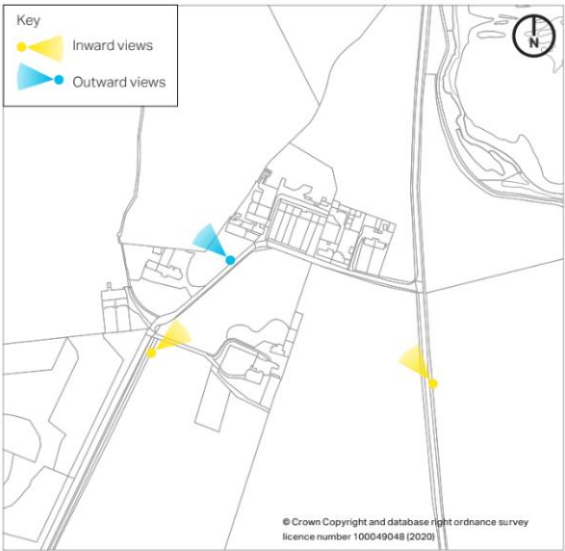 Key
Inward views
Outward views
N
© Crown Copyright and database right ordnance survey
licence number 100049048 (2020)